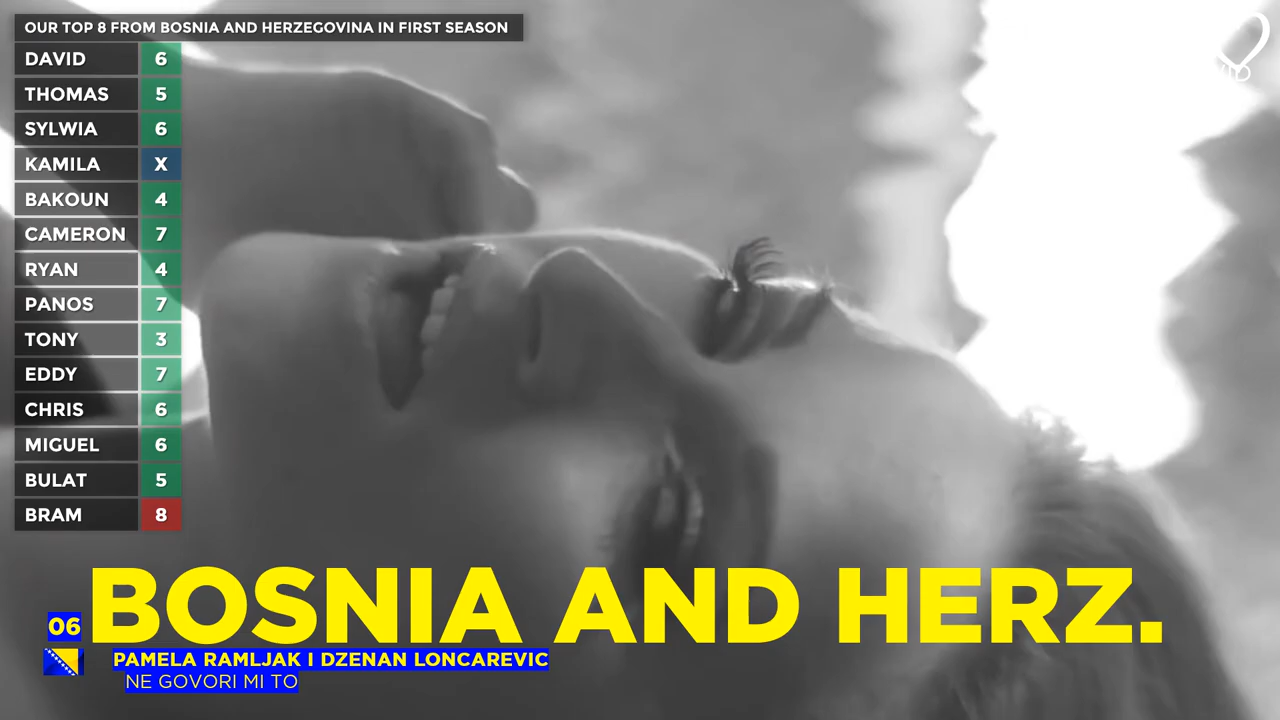 OUR TOP 8 FROM BOSNIA AND HERZEGOVINA IN FIRST SEASON
DAVID 6
THOMAS 5
SYLWIA 6
KAMILA X
BAKOUN 4
CAMERON 7
RYAN 4
PANOS 7
TONY 3
EDDY 7
CHRIS 6
MIGUEL 6
BULAT 5
BRAM 8
06 BOSNIA AND HERZ.
PAMELA RAMLJAK I DZENAN LONCAREVIC
NE GOVORI MI TO